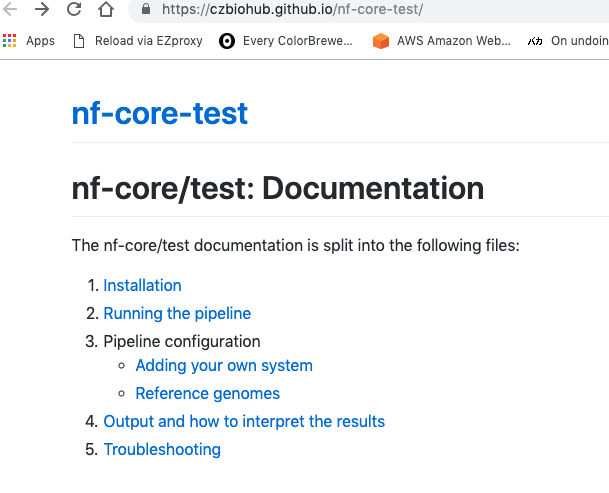 https://czbiohub.github.io/nf-core-test/
Apps Reload via EZproxy Every ColorBrewe... AWS Amazon Web... On undoin
nf-core-test
nf-core/test: Documentation
The nf-core/test documentation is split into the following files:
1. Installation
2. Running the pipeline
3. Pipeline configuration
Adding your own system
Reference genomes
4. Output and how to interpret the results
5. Troubleshooting